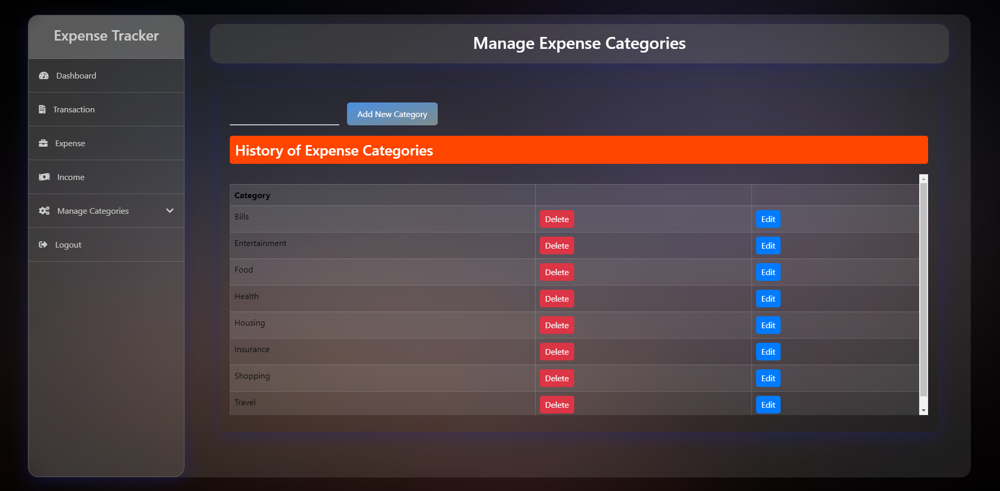 Expense Tracker
Dashboard
Transaction
Expense
Income
Manage Categories
Logout
Manage Expense Categories
Add New Category
History of Expense Categories
Category
Bills Delete Edit
Entertainment Delete Edit
Food Delete Edit
Health Delete Edit
Housing Delete Edit
Insurance Delete Edit
Shopping Delete Edit
Travel Delete Edit